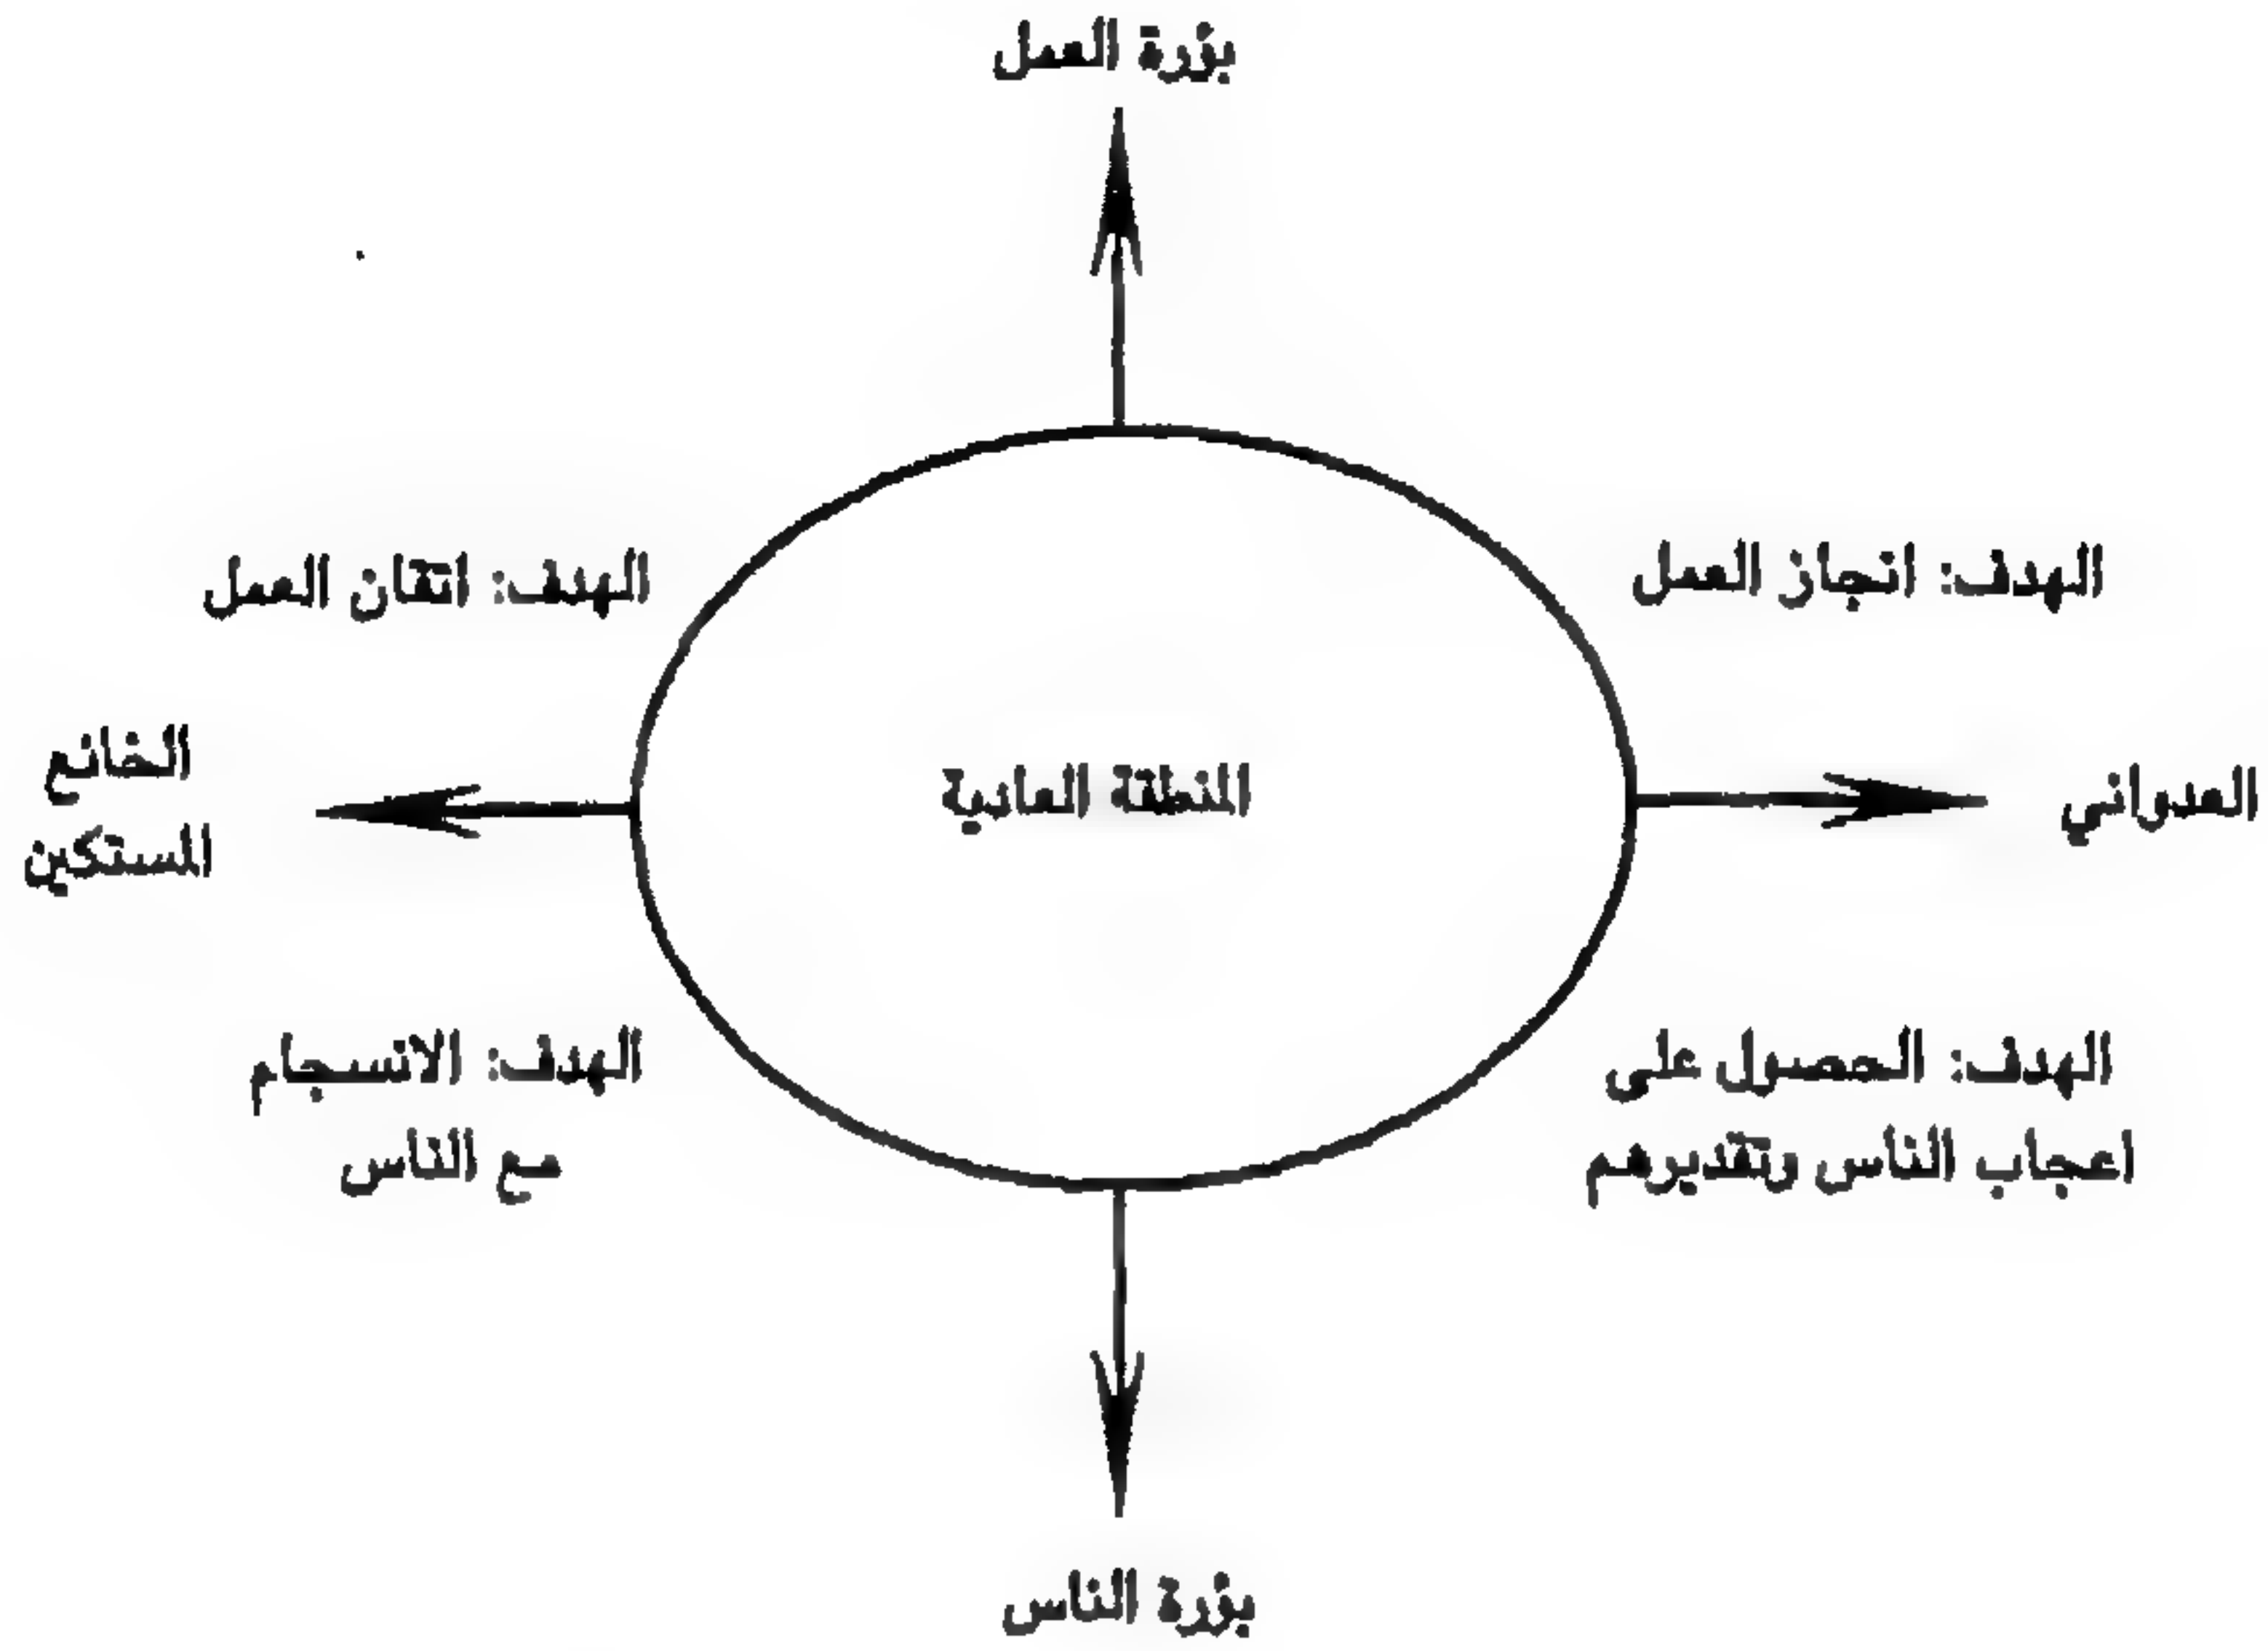 بؤرة العمل
الهدف: انجاز العمل
الهدف: اتقان العمل
العدواني
المنطقة العادية
الخانع
المستكين
الهدف: الحصول على
اعجاب الناس وتقديرهم
الهدف: الانسجام
مع الناس
بؤرة الناس